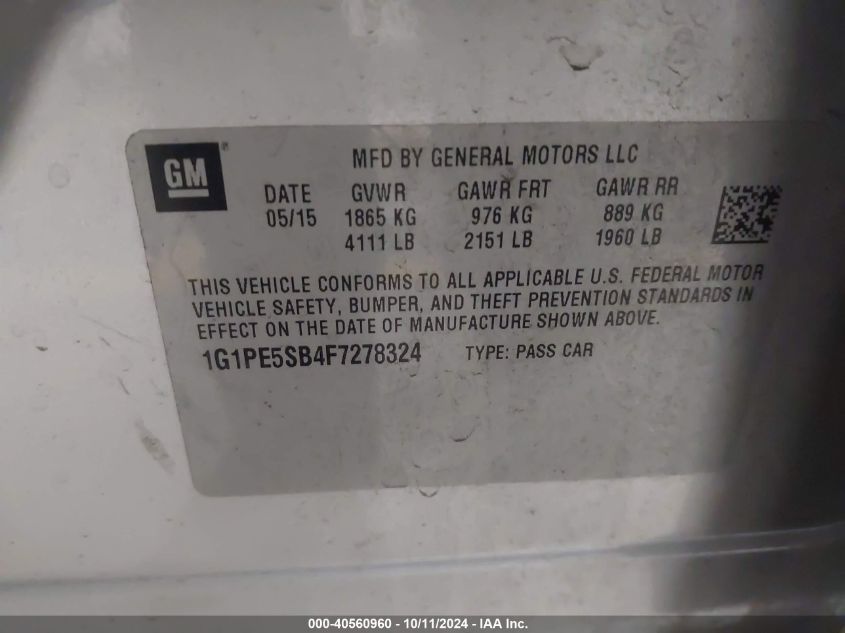 GM®
MFD BY GENERAL MOTORS LLC
DATE GVWR GAWR FRT GAWR RR
05/15 1865 KG 976 KG 889 KG
4111 LB 2151 LB 1960 LB
THIS VEHICLE CONFORMS TO ALL APPLICABLE U.S. FEDERAL MOTOR
VEHICLE SAFETY, BUMPER, AND THEFT PREVENTION STANDARDS IN
EFFECT ON THE DATE OF MANUFACTURE SHOWN ABOVE.
1G1PE5SB4F7278324 TYPE: PASS CAR
000-40560960 - 10/11/2024 - IAA Inc.